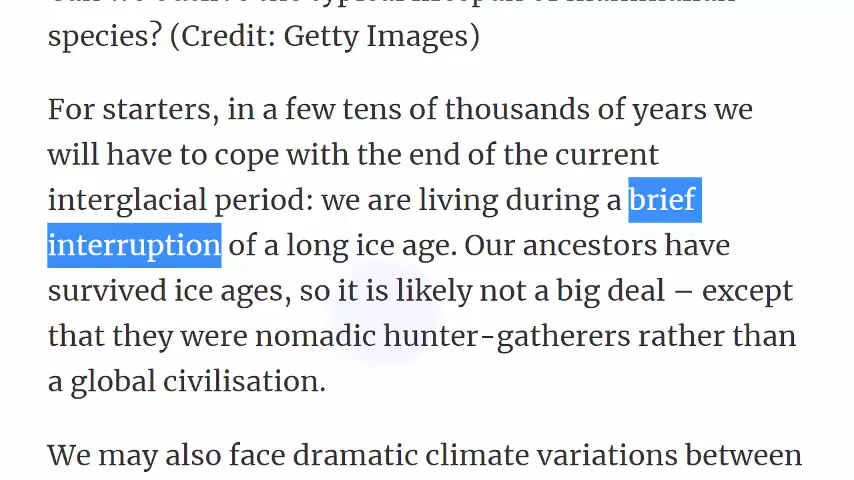 species? (Credit: Getty Images)
For starters, in a few tens of thousands of years we
will have to cope with the end of the current
interglacial period: we are living during a brief
interruption of a long ice age. Our ancestors have
survived ice ages, so it is likely not a big deal – except
that they were nomadic hunter-gatherers rather than
a global civilisation.
We may also face dramatic climate variations between